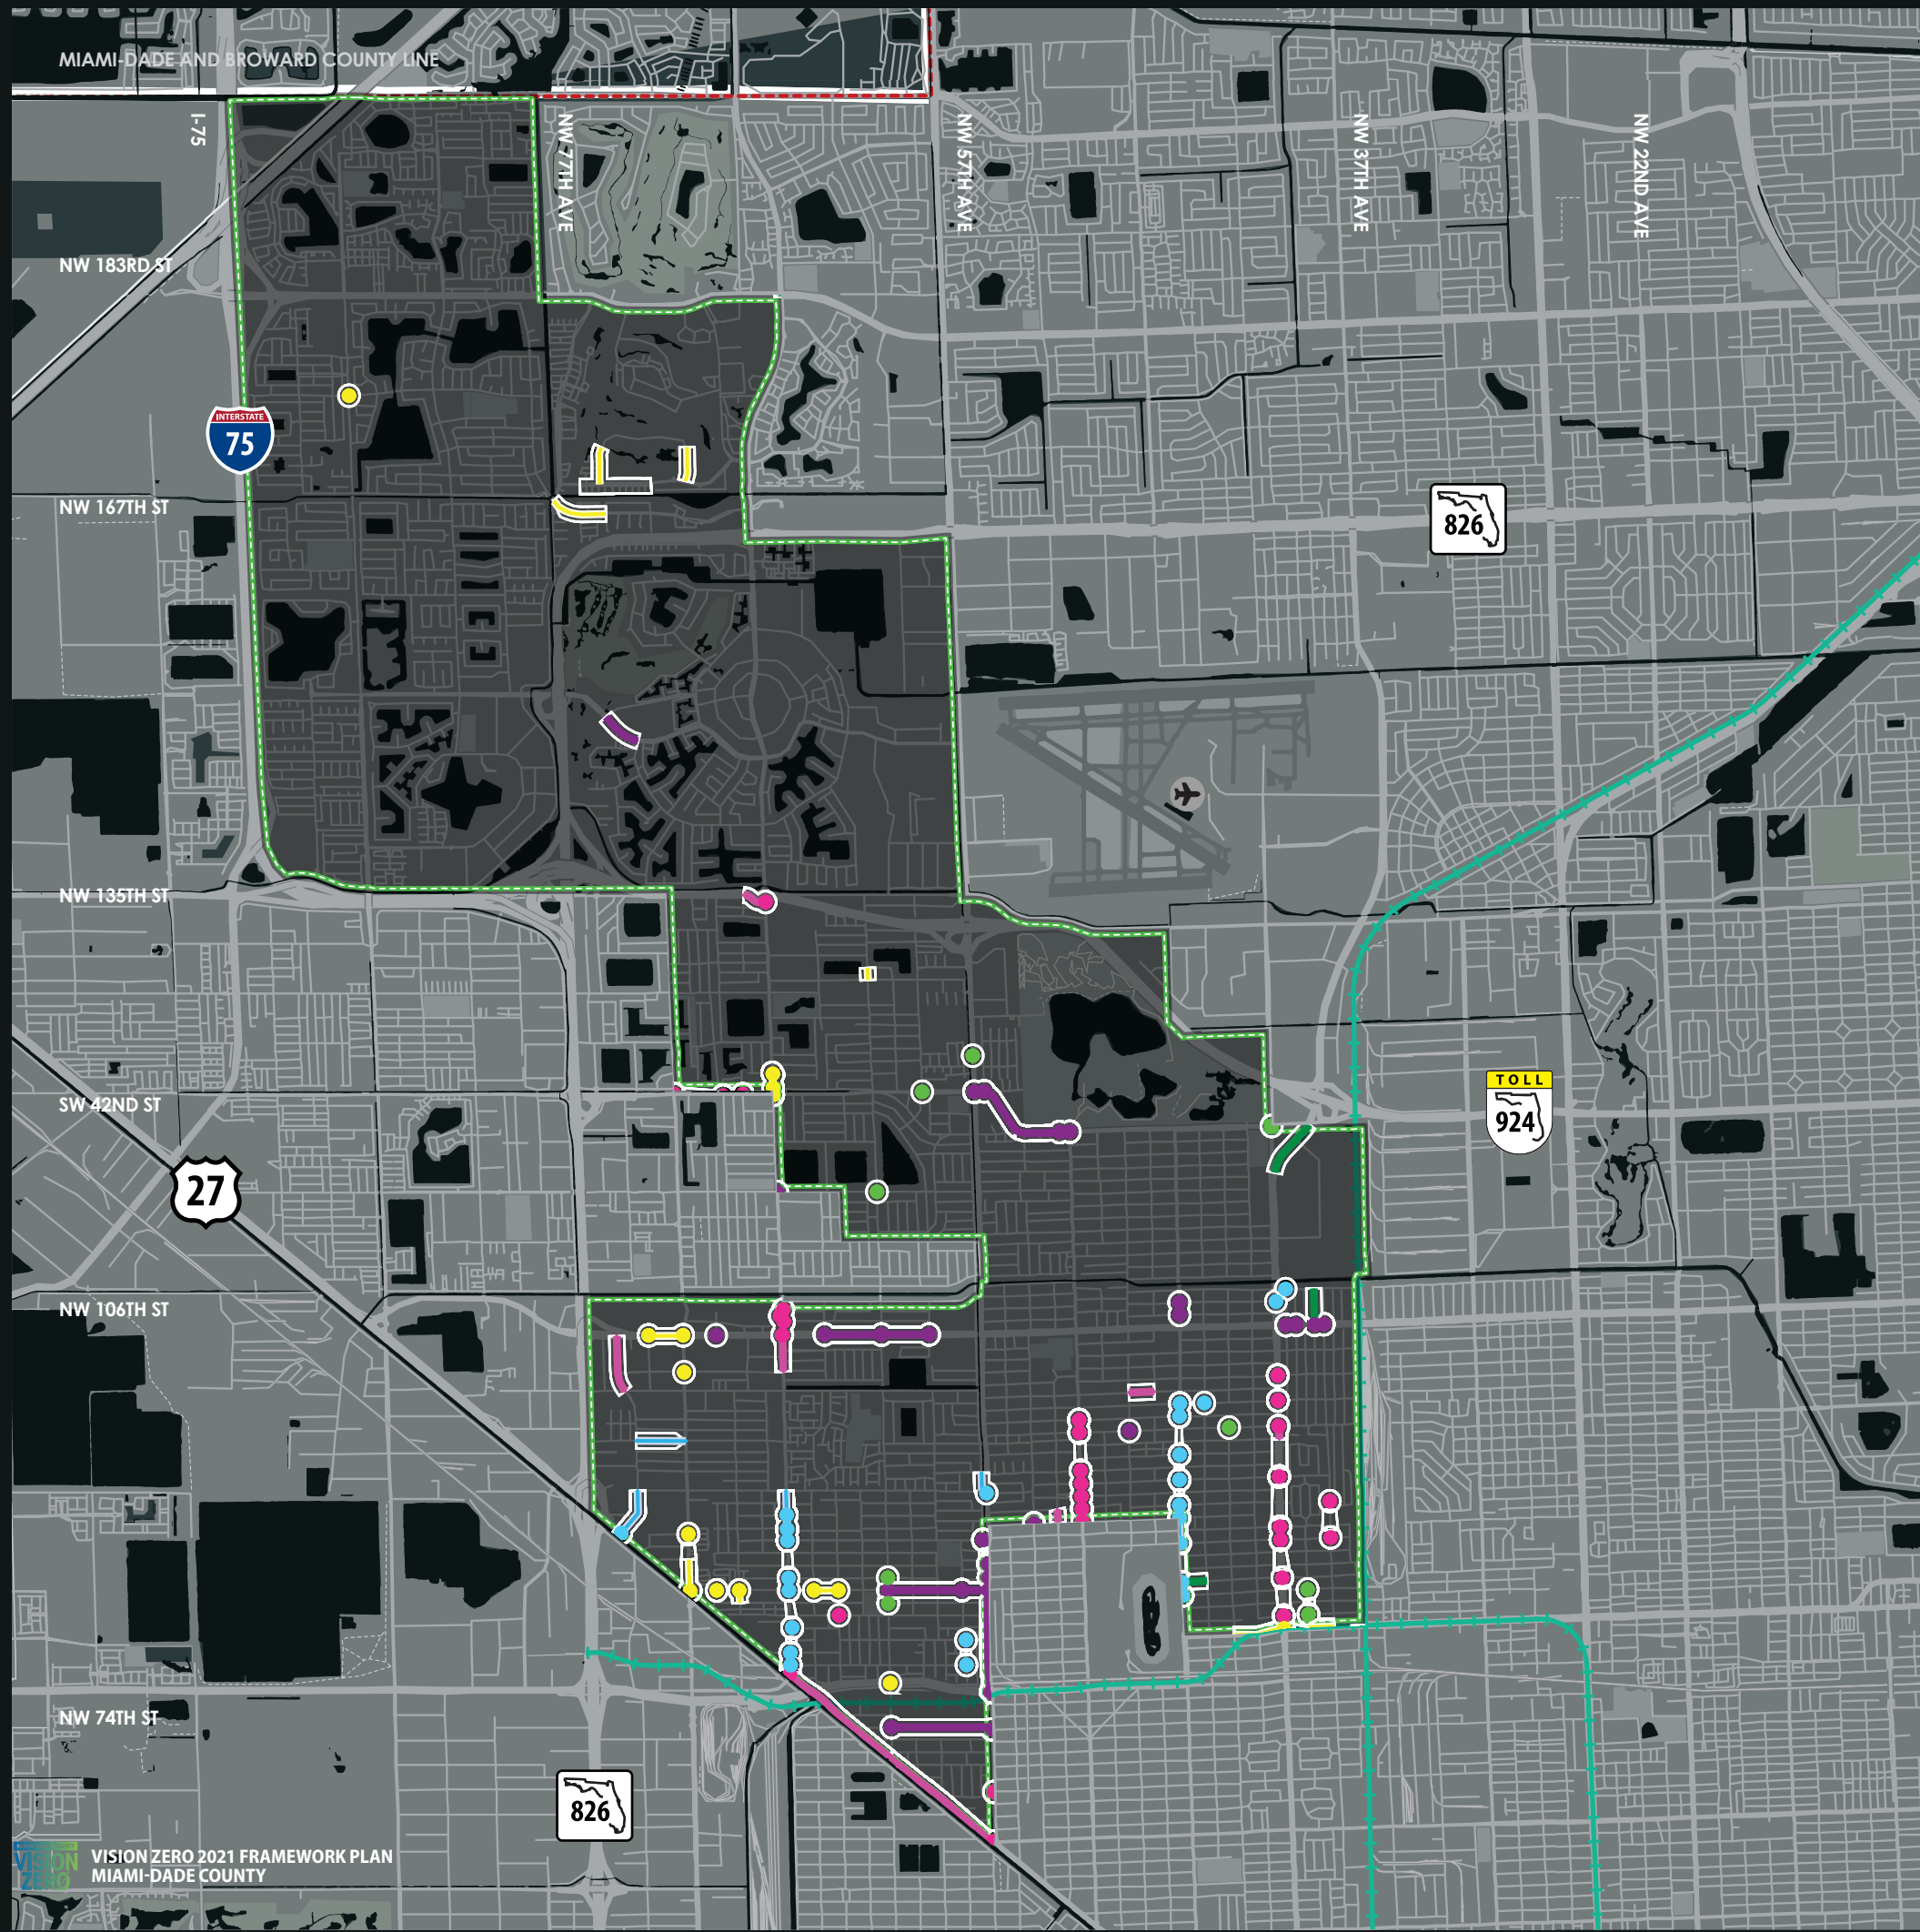 MIAMI-DADE AND BROWARD COUNTY LINE
I-75
NW 77TH AVE
NW 57TH AVE
NW 37TH AVE
NW 22ND AVE
NW 183RD ST
INTERSTATE
75
NW 167TH ST
826
NW 135TH ST
SW 42ND ST
TOLL
924
27
NW 106TH ST
NW 74TH ST
826
VISION
ZERO
VISION ZERO 2021 FRAMEWORK PLAN
MIAMI-DADE COUNTY